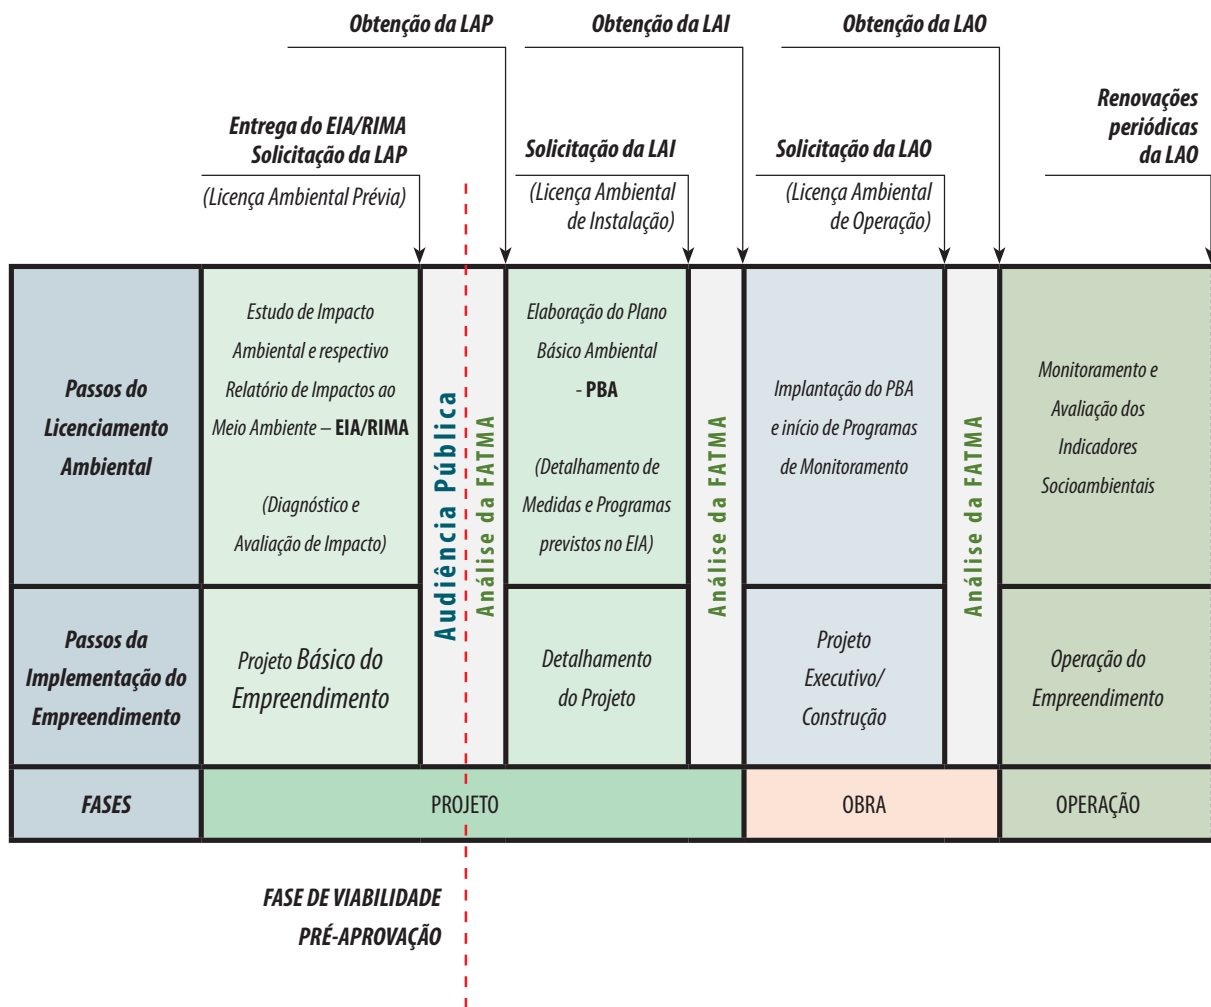 Obtenção da LAP
Obtenção da LAI
Obtenção da LAO
Entrega do EIA/RIMA
Solicitação da LAP
(Licença Ambiental Prévia)
Solicitação da LAI
(Licença Ambiental
de Instalação)
Solicitação da LAO
(Licença Ambiental
de Operação)
Renovações
periódicas
da LAO
Passos do
Licenciamento
Ambiental
Estudo de Impacto
Ambiental e respectivo
Relatório de Impactos ao
Meio Ambiente – EIA/RIMA
(Diagnóstico e
Avaliação de Impacto)
Audiência Pública
Análise da FATMA
Elaboração do Plano
Básico Ambiental
- PBA
(Detalhamento de
Medidas e Programas
previstos no EIA)
Análise da FATMA
Implantação do PBA
e início de Programas
de Monitoramento
Análise da FATMA
Monitoramento e
Avaliação dos
Indicadores
Socioambientais
Passos da
Implementação do
Empreendimento
Projeto Básico do
Empreendimento
Detalhamento
do Projeto
Projeto
Executivo/
Construção
Operação do
Empreendimento
FASES
PROJETO
OBRA
OPERAÇÃO
FASE DE VIABILIDADE
PRÉ-APROVAÇÃO